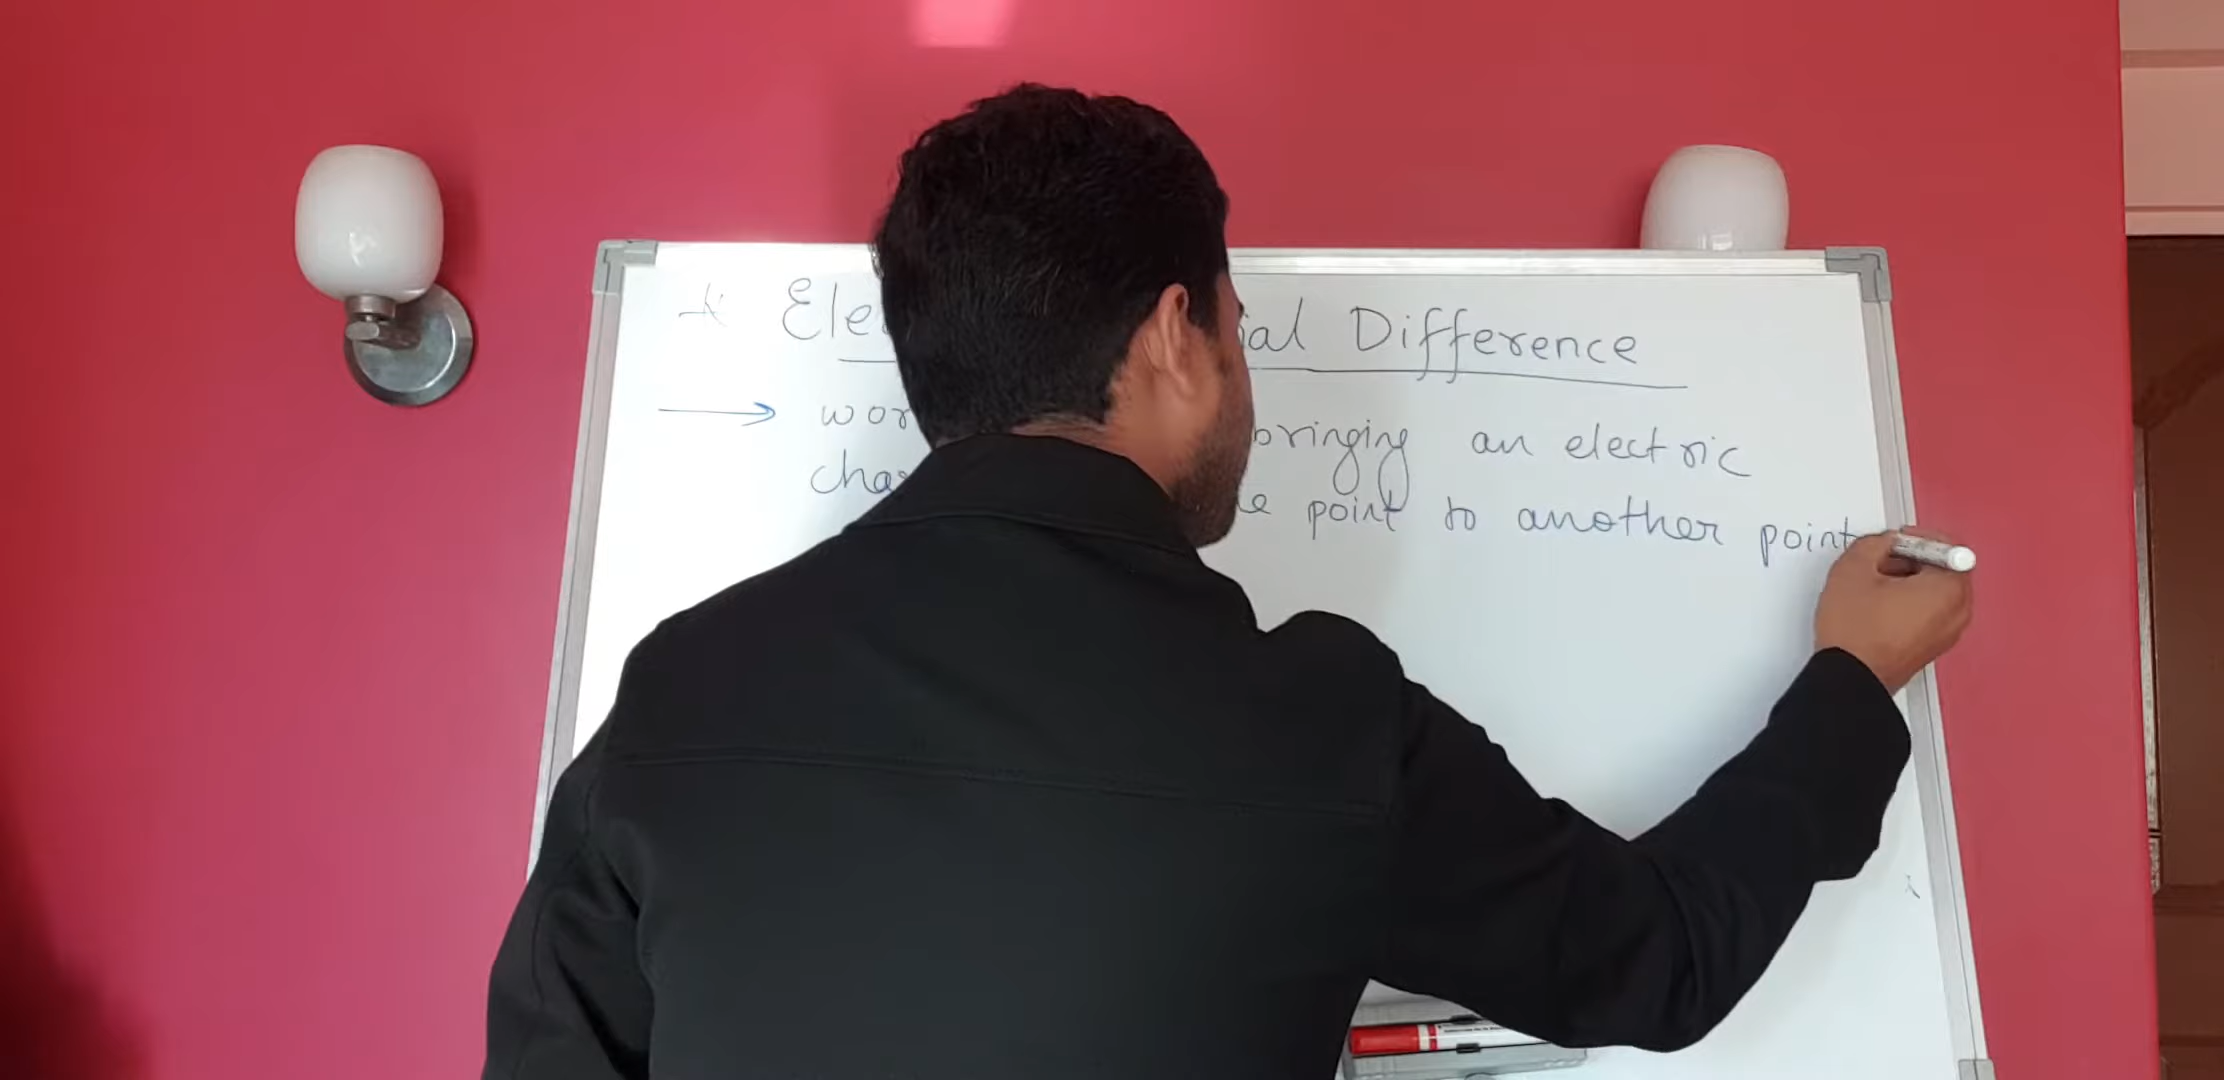 Ele ial Difference
wor bringing an electric
cha e point to another point